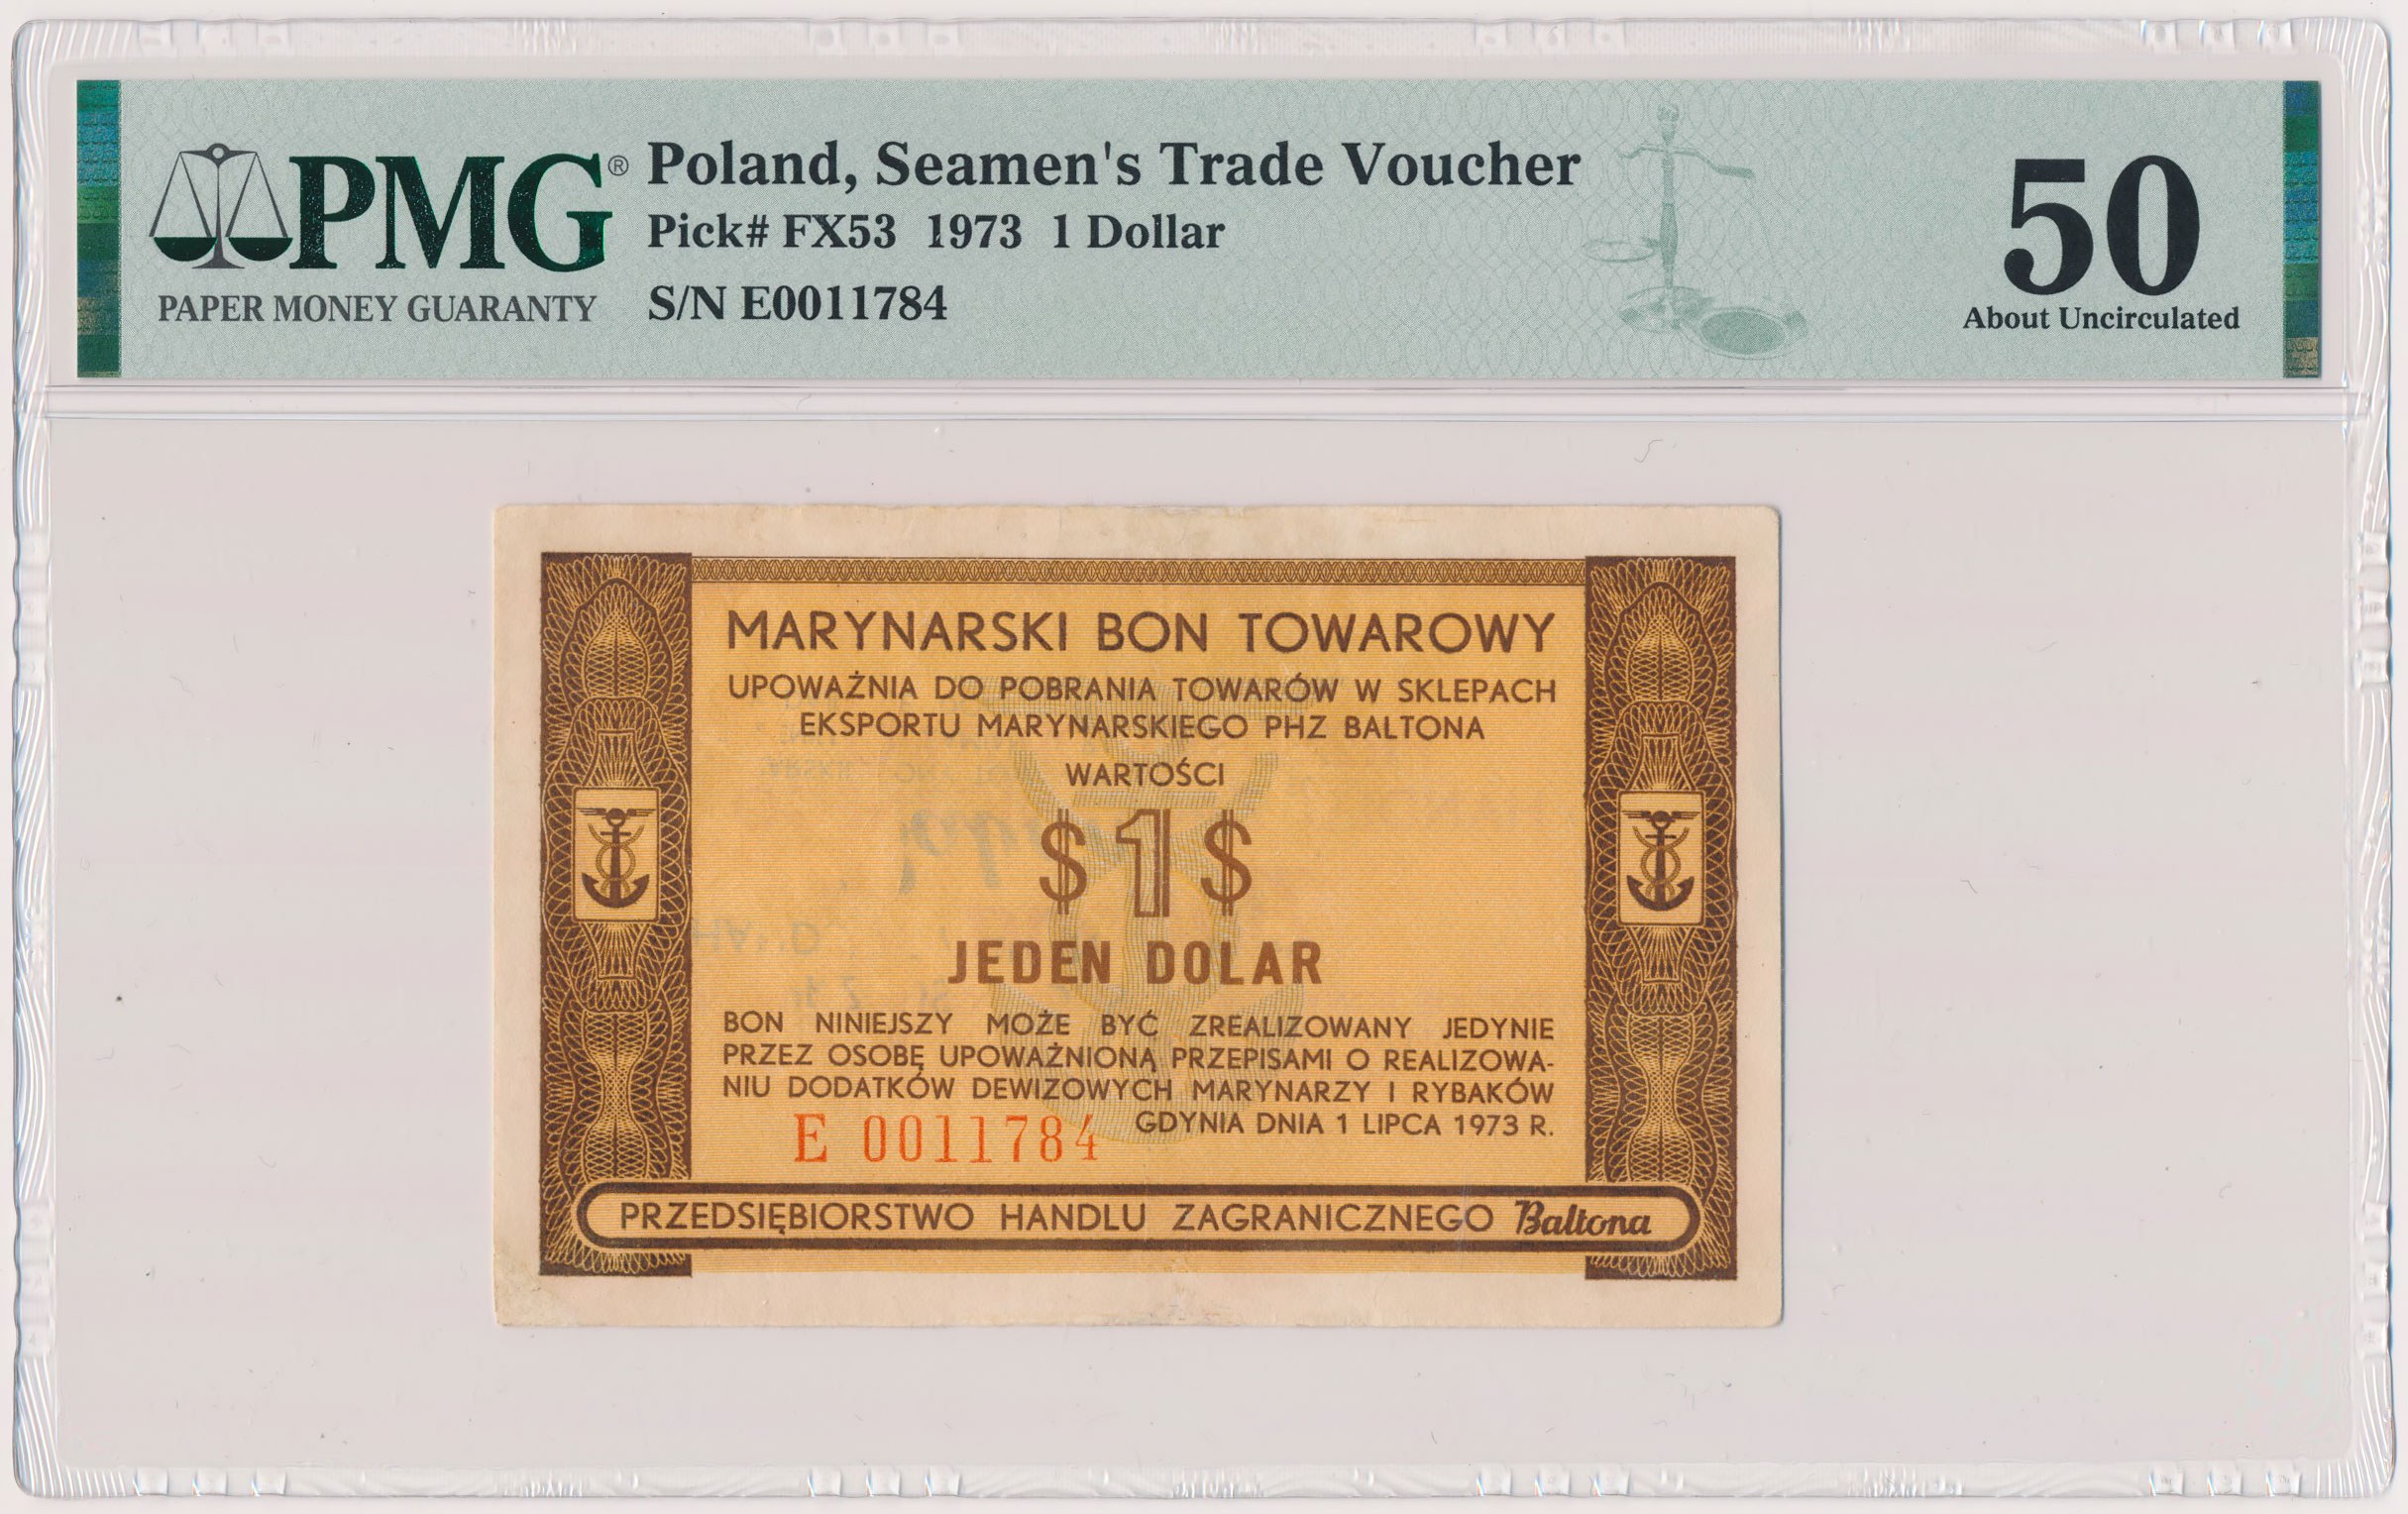 PMG®
PAPER MONEY GUARANTY
Poland, Seamen's Trade Voucher
Pick# FX53 1973 1 Dollar
S/N E0011784
50
About Uncirculated
MARYNARSKI BON TOWAROWY
UPOWAŻNIA DO POBRANIA TOWARÓW W SKLEPACH
EKSPORTU MARYNARSKIEGO PHZ BALTONA
WARTOŚCI
$1$
JEDEN DOLAR
BON NINIEJSZY MOŻE BYĆ ZREALIZOWANY JEDYNIE
PRZEZ OSOBĘ UPOWAŻNIONĄ PRZEPISAMI O REALIZOWA-
NIU DODATKÓW DEWIZOWYCH MARYNARZY I RYBAKÓW
GDYNIA DNIA 1 LIPCA 1973 R.
E 0011784
PRZEDSIĘBIORSTWO HANDLU ZAGRANICZNEGO Baltona